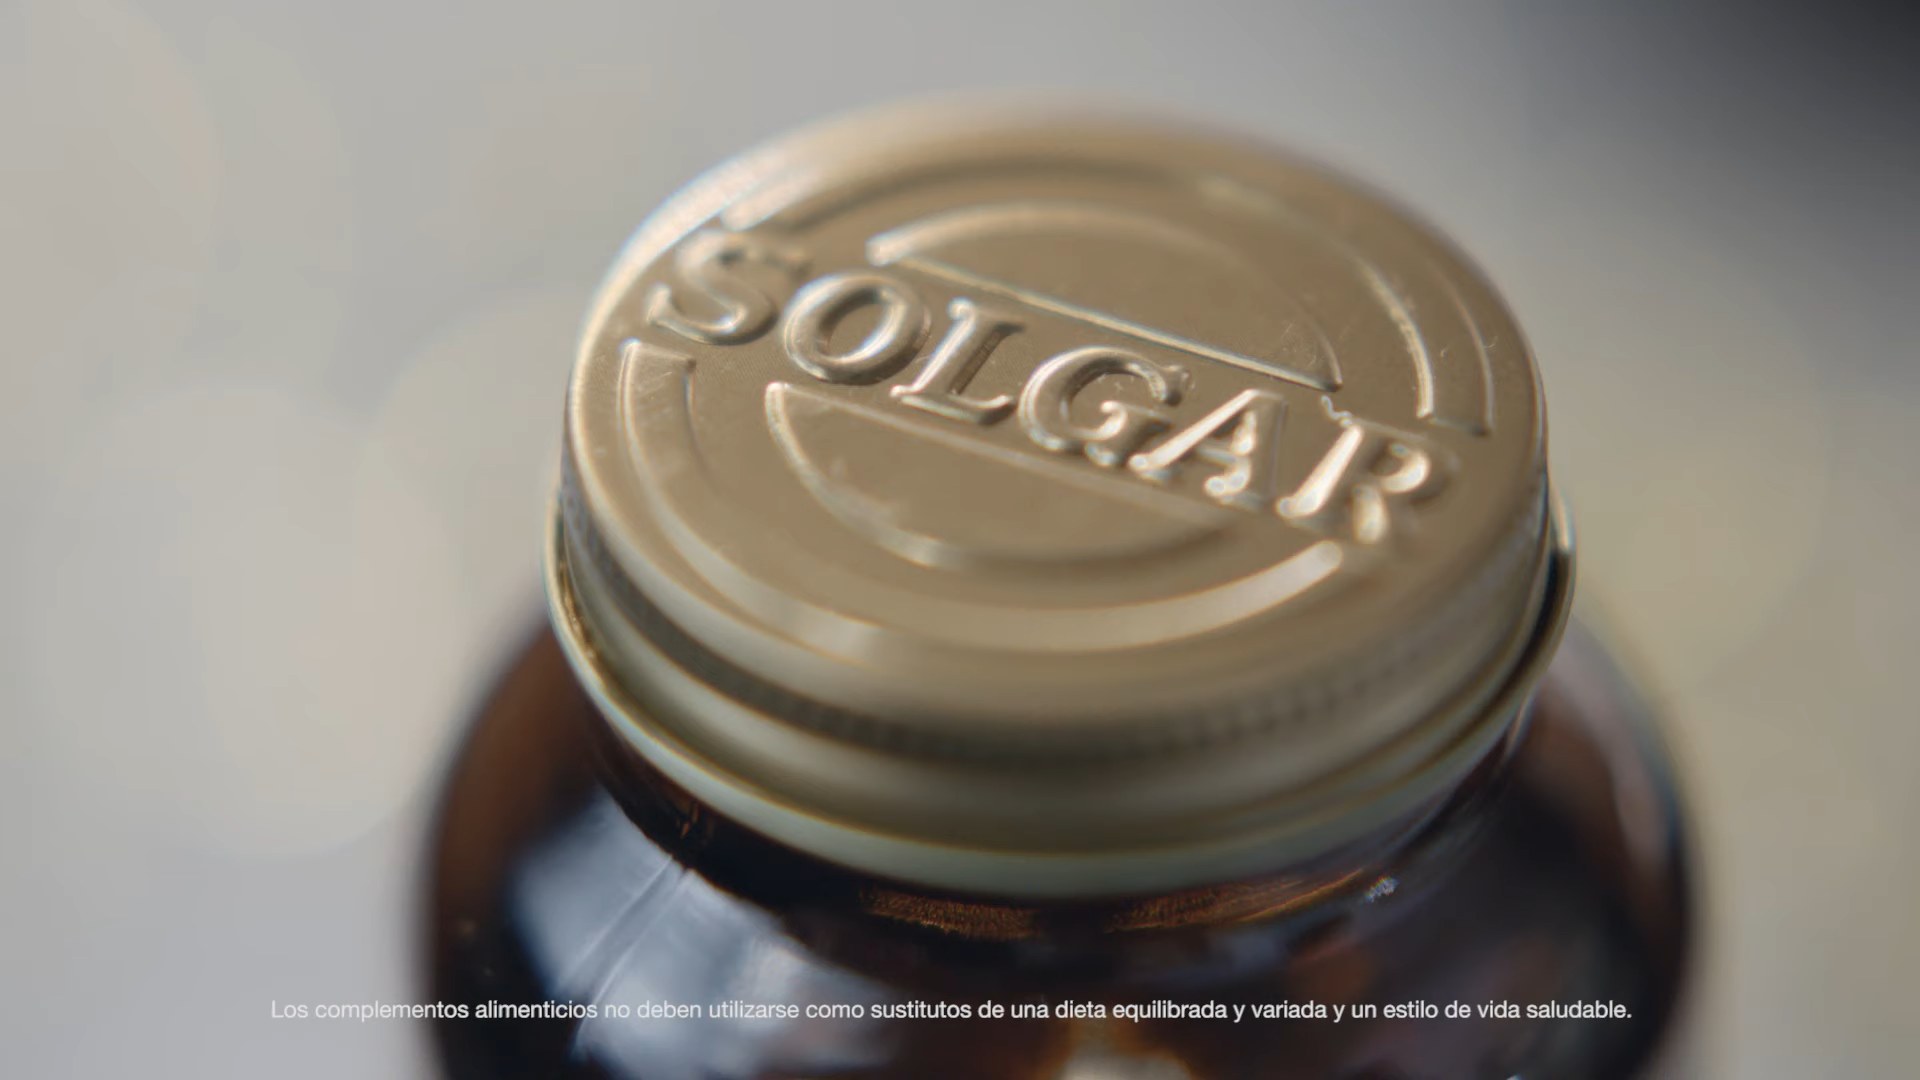 SOLGAR
Los complementos alimenticios no deben utilizarse como sustitutos de una dieta equilibrada y variada y un estilo de vida saludable.